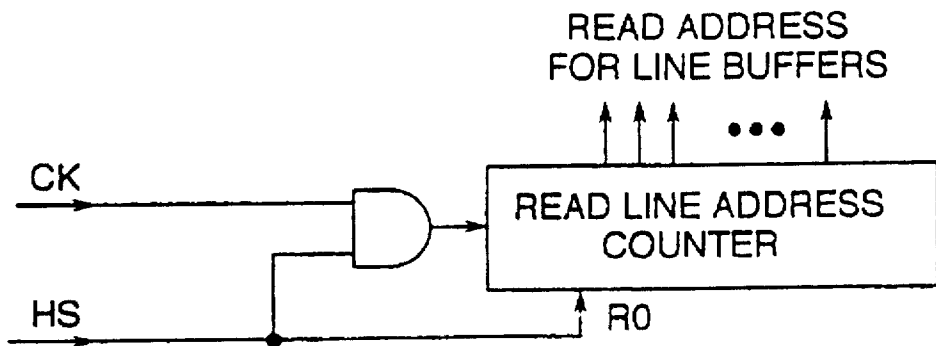 READ ADDRESS
FOR LINE BUFFERS
CK
READ LINE ADDRESS
COUNTER
HS
R0